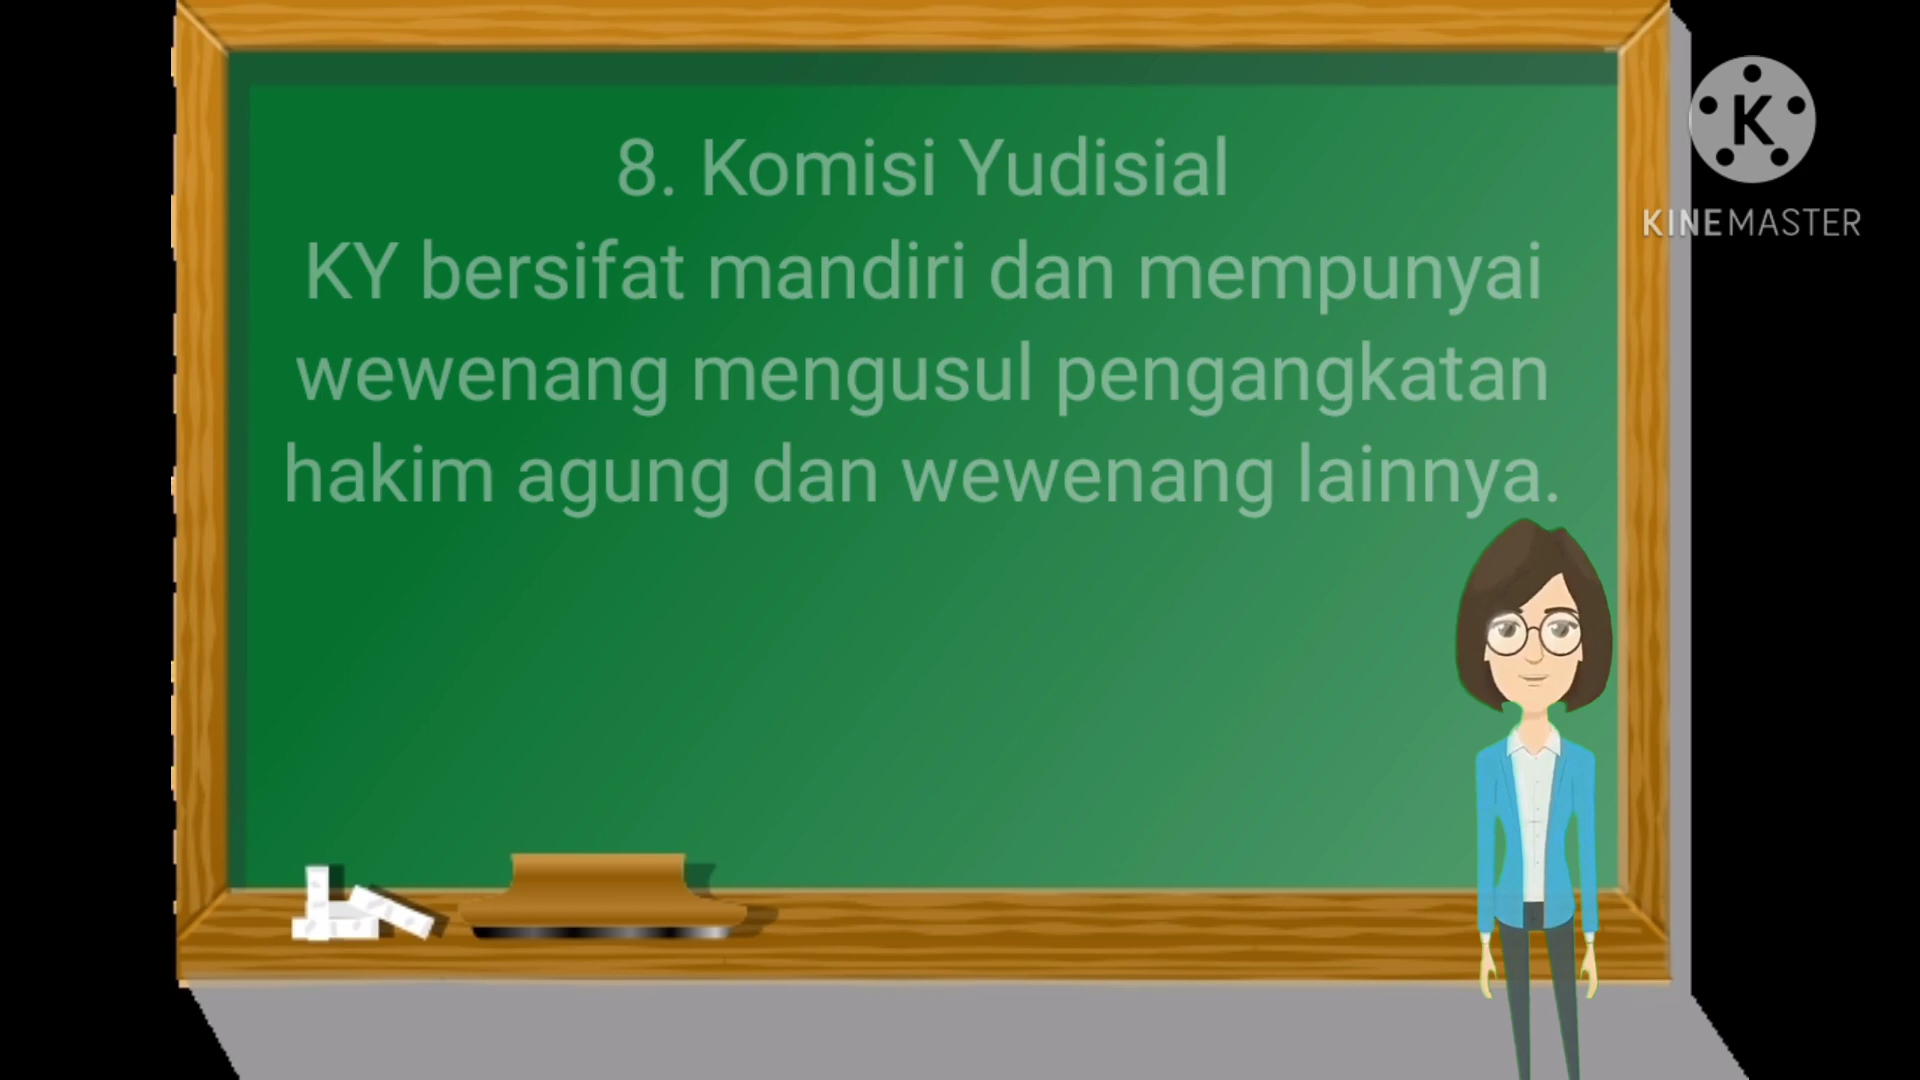 8. Komisi Yudisial
KY bersifat mandiri dan mempunyai
wewenang mengusul pengangkatan
hakim agung dan wewenang lainnya.
K
KINEMASTER